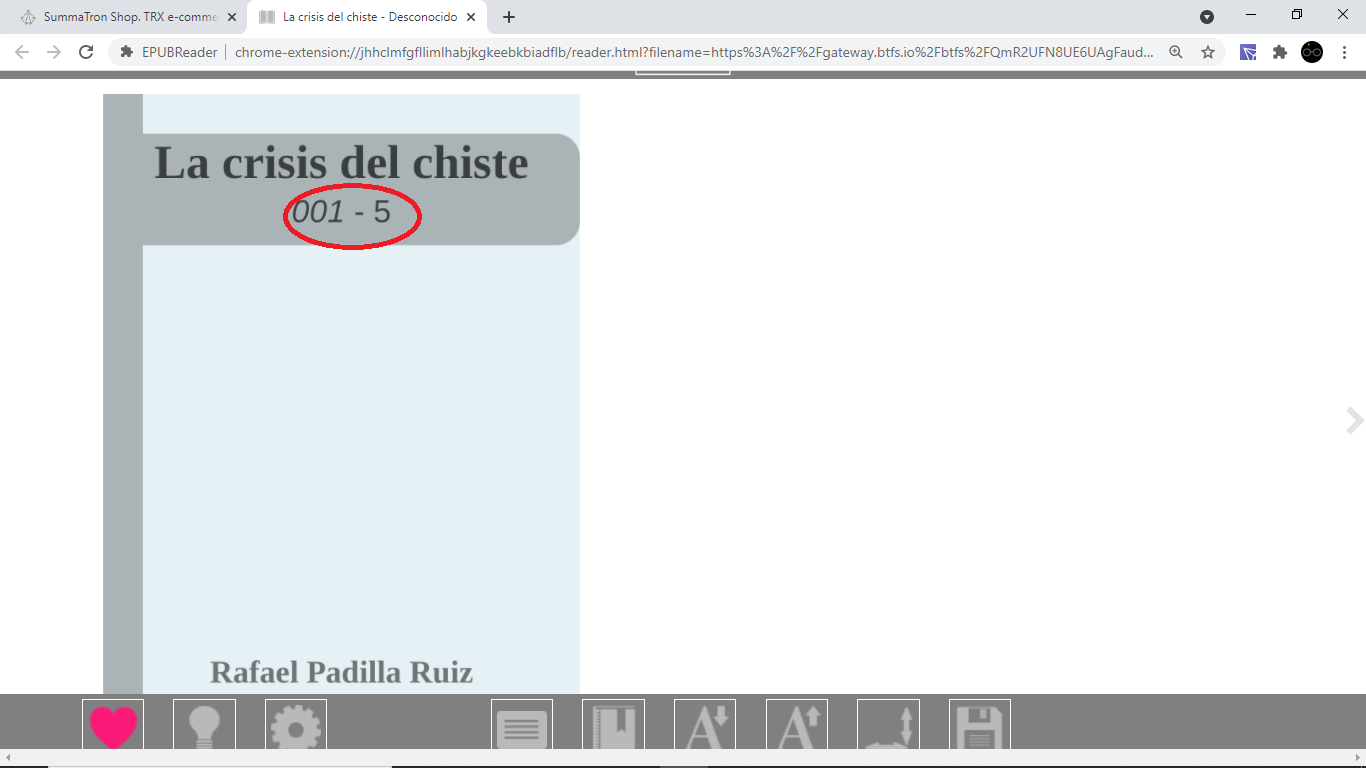 SummaTron Shop. TRX e-comme
La crisis del chiste - Desconocido
EPUBReader
chrome-extension://jhhclmfgfllimlhabjkgkeebkbiadflb/reader.html?filename=https%3A%2F%2Fgateway.btfs.io%2Fbtfs%2FQmR2UFN8UE6UAgFaud...
La crisis del chiste
001 - 5
Rafael Padilla Ruiz
A
A